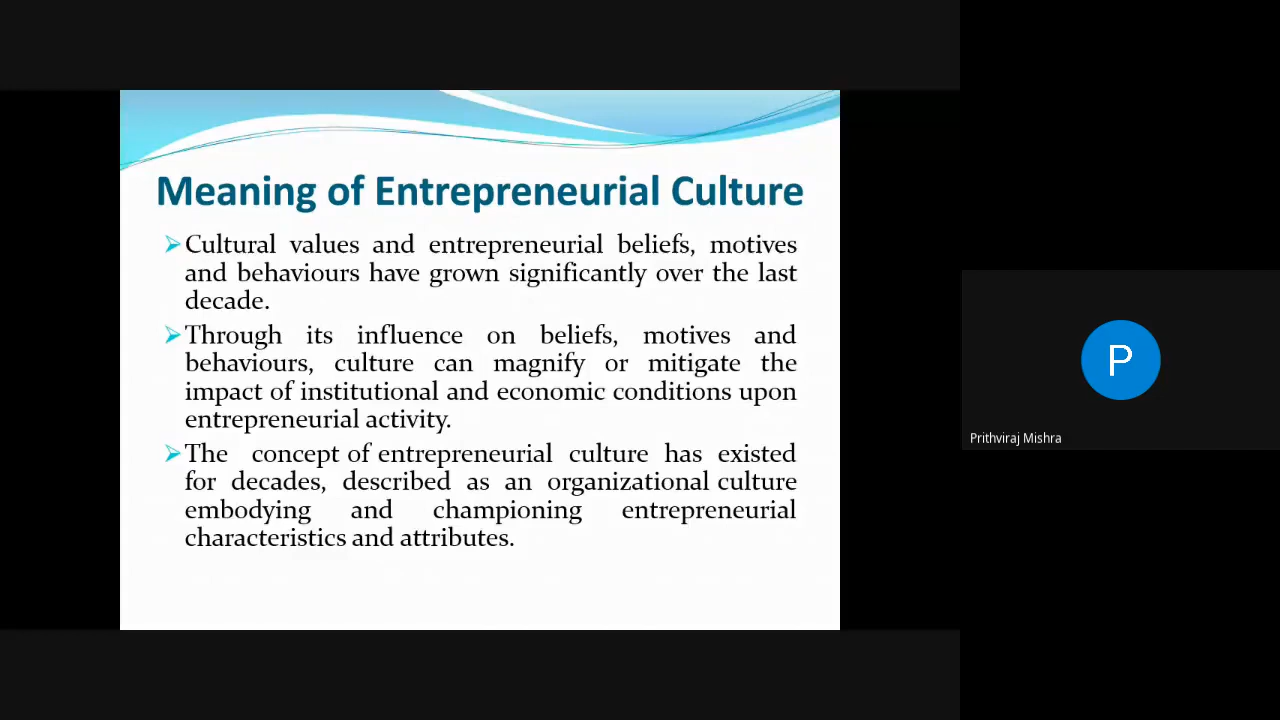 Meaning of Entrepreneurial Culture
Cultural values and entrepreneurial beliefs, motives
and behaviours have grown significantly over the last
decade.
Through its influence on beliefs, motives and
behaviours, culture can magnify or mitigate the
impact of institutional and economic conditions upon
entrepreneurial activity.
The concept of entrepreneurial culture has existed
for decades, described as an organizational culture
embodying and championing entrepreneurial
characteristics and attributes.
P
Prithviraj Mishra